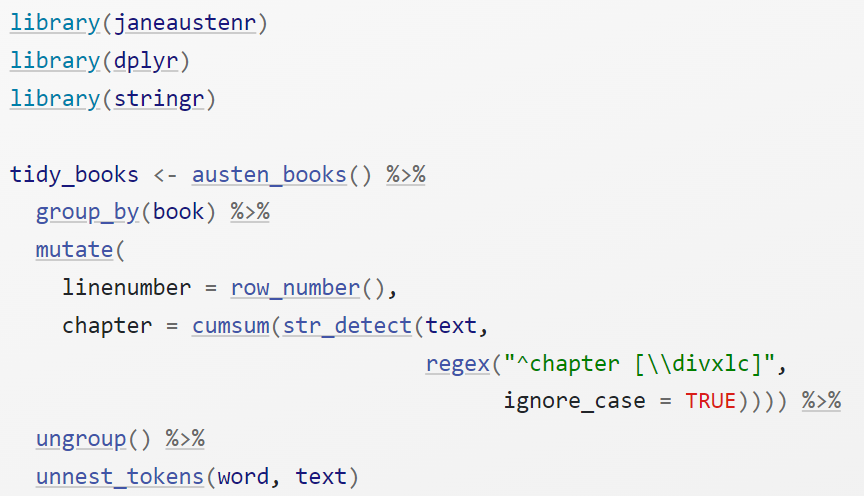 library(janeaustenr)
library(dplyr)
library(stringr)

tidy_books <- austen_books() %>%
  group_by(book) %>%
  mutate(
    linenumber = row_number(),
    chapter = cumsum(str_detect(text,
                                regex("^chapter [\\divxlc]",
                                      ignore_case = TRUE)))) %>%
  ungroup() %>%
  unnest_tokens(word, text)